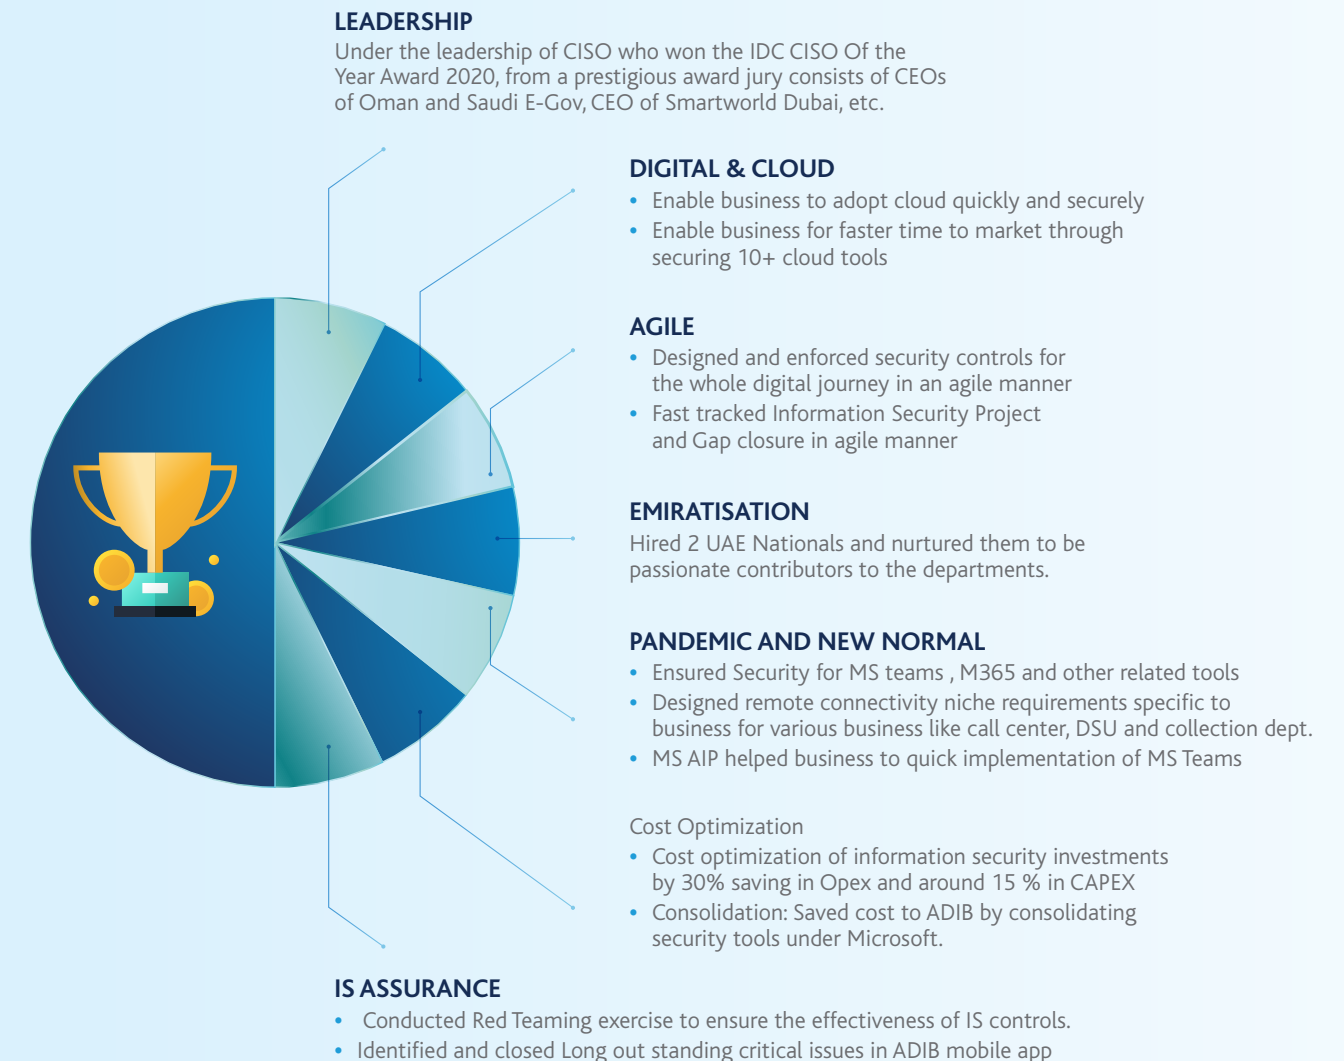 LEADERSHIP
Under the leadership of CISO who won the IDC CISO Of the
Year Award 2020, from a prestigious award jury consists of CEOs
of Oman and Saudi E-Gov, CEO of Smartworld Dubai, etc.
DIGITAL & CLOUD
• Enable business to adopt cloud quickly and securely
• Enable business for faster time to market through
securing 10+ cloud tools
AGILE
• Designed and enforced security controls for
the whole digital journey in an agile manner
• Fast tracked Information Security Project
and Gap closure in agile manner
EMIRATISATION
Hired 2 UAE Nationals and nurtured them to be
passionate contributors to the departments.
PANDEMIC AND NEW NORMAL
• Ensured Security for MS teams , M365 and other related tools
• Designed remote connectivity niche requirements specific to
business for various business like call center, DSU and collection dept.
• MS AIP helped business to quick implementation of MS Teams
Cost Optimization
• Cost optimization of information security investments
by 30% saving in Opex and around 15 % in CAPEX
• Consolidation: Saved cost to ADIB by consolidating
security tools under Microsoft.
IS ASSURANCE
• Conducted Red Teaming exercise to ensure the effectiveness of IS controls.
• Identified and closed Long out standing critical issues in ADIB mobile app